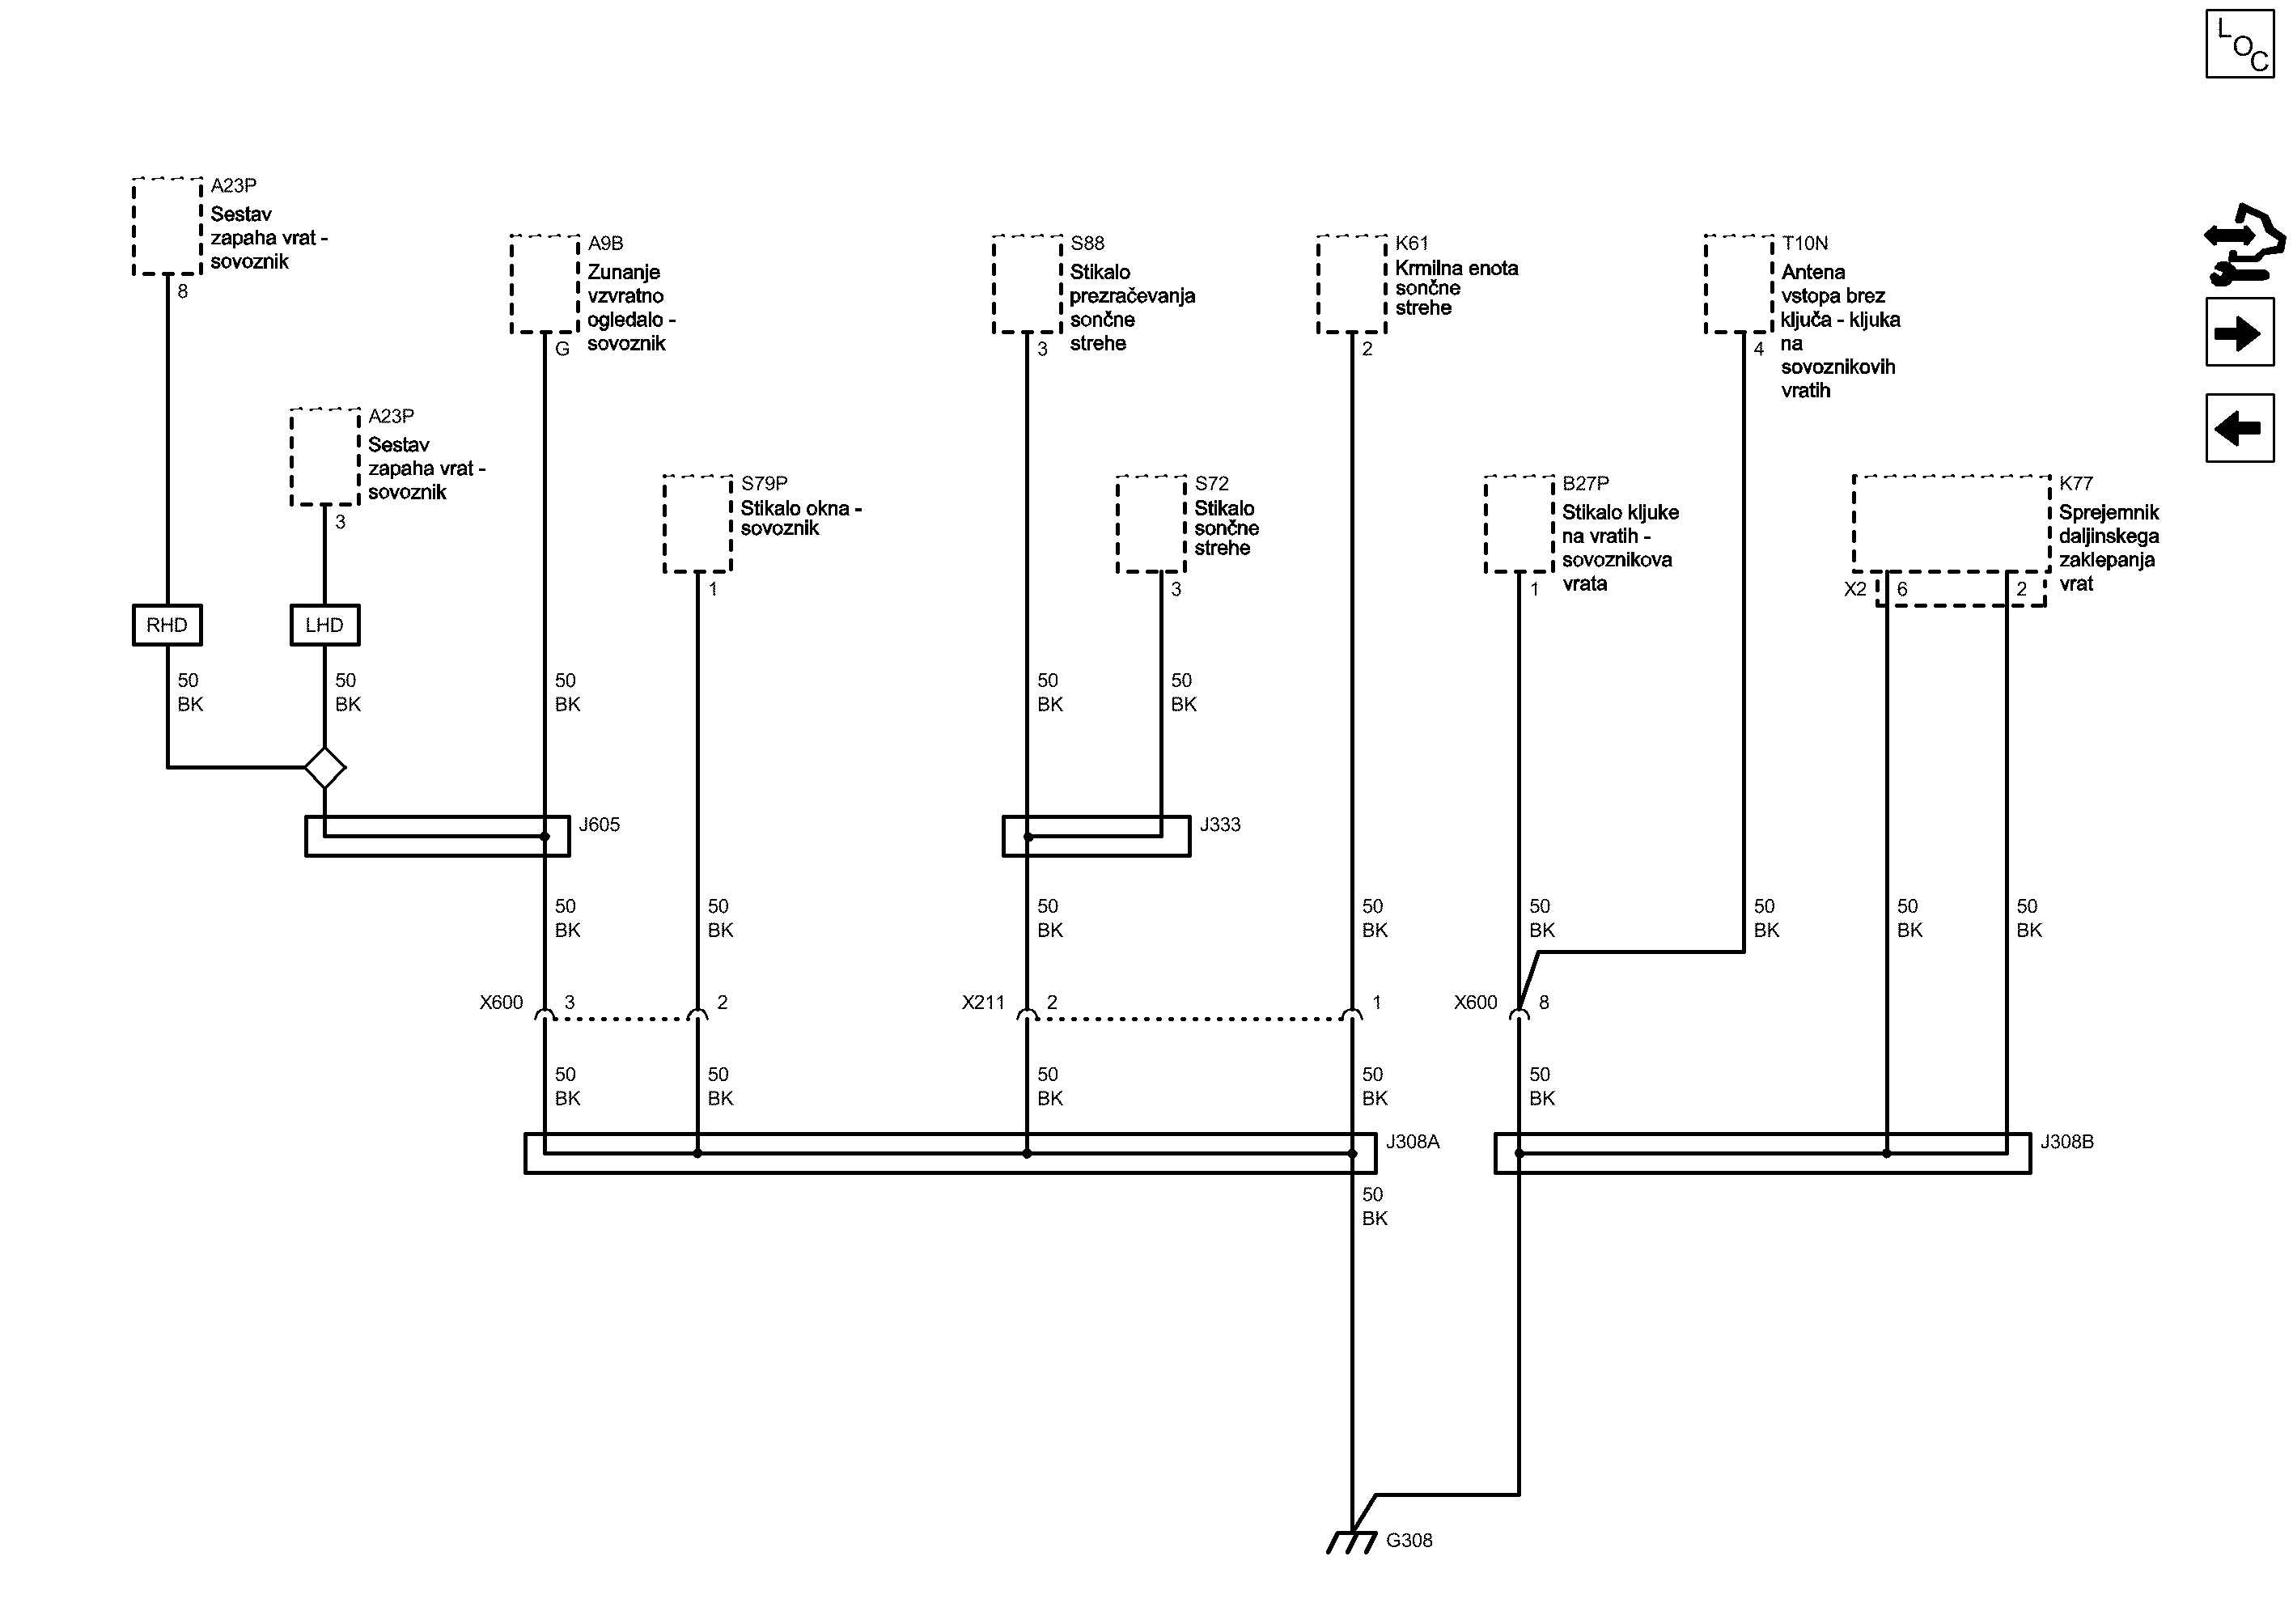 LOC
A23P
Sestav
zapaha vrat -
sovoznik
8
A9B
Zunanje
vzvratno
ogledalo -
sovoznik
G
S88
Stikalo
prezračevanja
sončne
strehe
3
K61
Krmilna enota
sončne
strehe
2
T10N
Antena
vstopa brez
ključa - kljuka
na
sovoznikovih
vratih
4
A23P
Sestav
zapaha vrat -
sovoznik
3
S79P
Stikalo okna -
sovoznik
1
S72
Stikalo
sončne
strehe
3
B27P
Stikalo kljuke
na vratih -
sovoznikova
vrata
1
K77
Sprejemnik
daljinskega
zaklepanja
vrat
X2 6 2
RHD LHD
50 50 50 50 50
BK BK BK BK BK
J605 J333
50 50 50 50 50 50 50 50
BK BK BK BK BK BK BK BK
X600 3 2 X211 2 1 X600 8
50 50 50 50 50
BK BK BK BK BK
J308A J308B
50
BK
G308